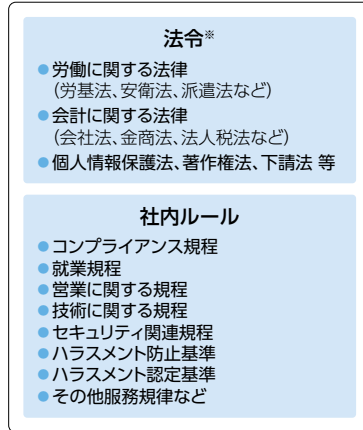 法令※
●労働に関する法律
(労基法、安衛法、派遣法など)
●会計に関する法律
(会社法、金商法、法人税法など)
●個人情報保護法、著作権法、下請法 等
社内ルール
●コンプライアンス規程
●就業規程
●営業に関する規程
●技術に関する規程
●セキュリティ関連規程
●ハラスメント防止基準
●ハラスメント認定基準
●その他服務規律など